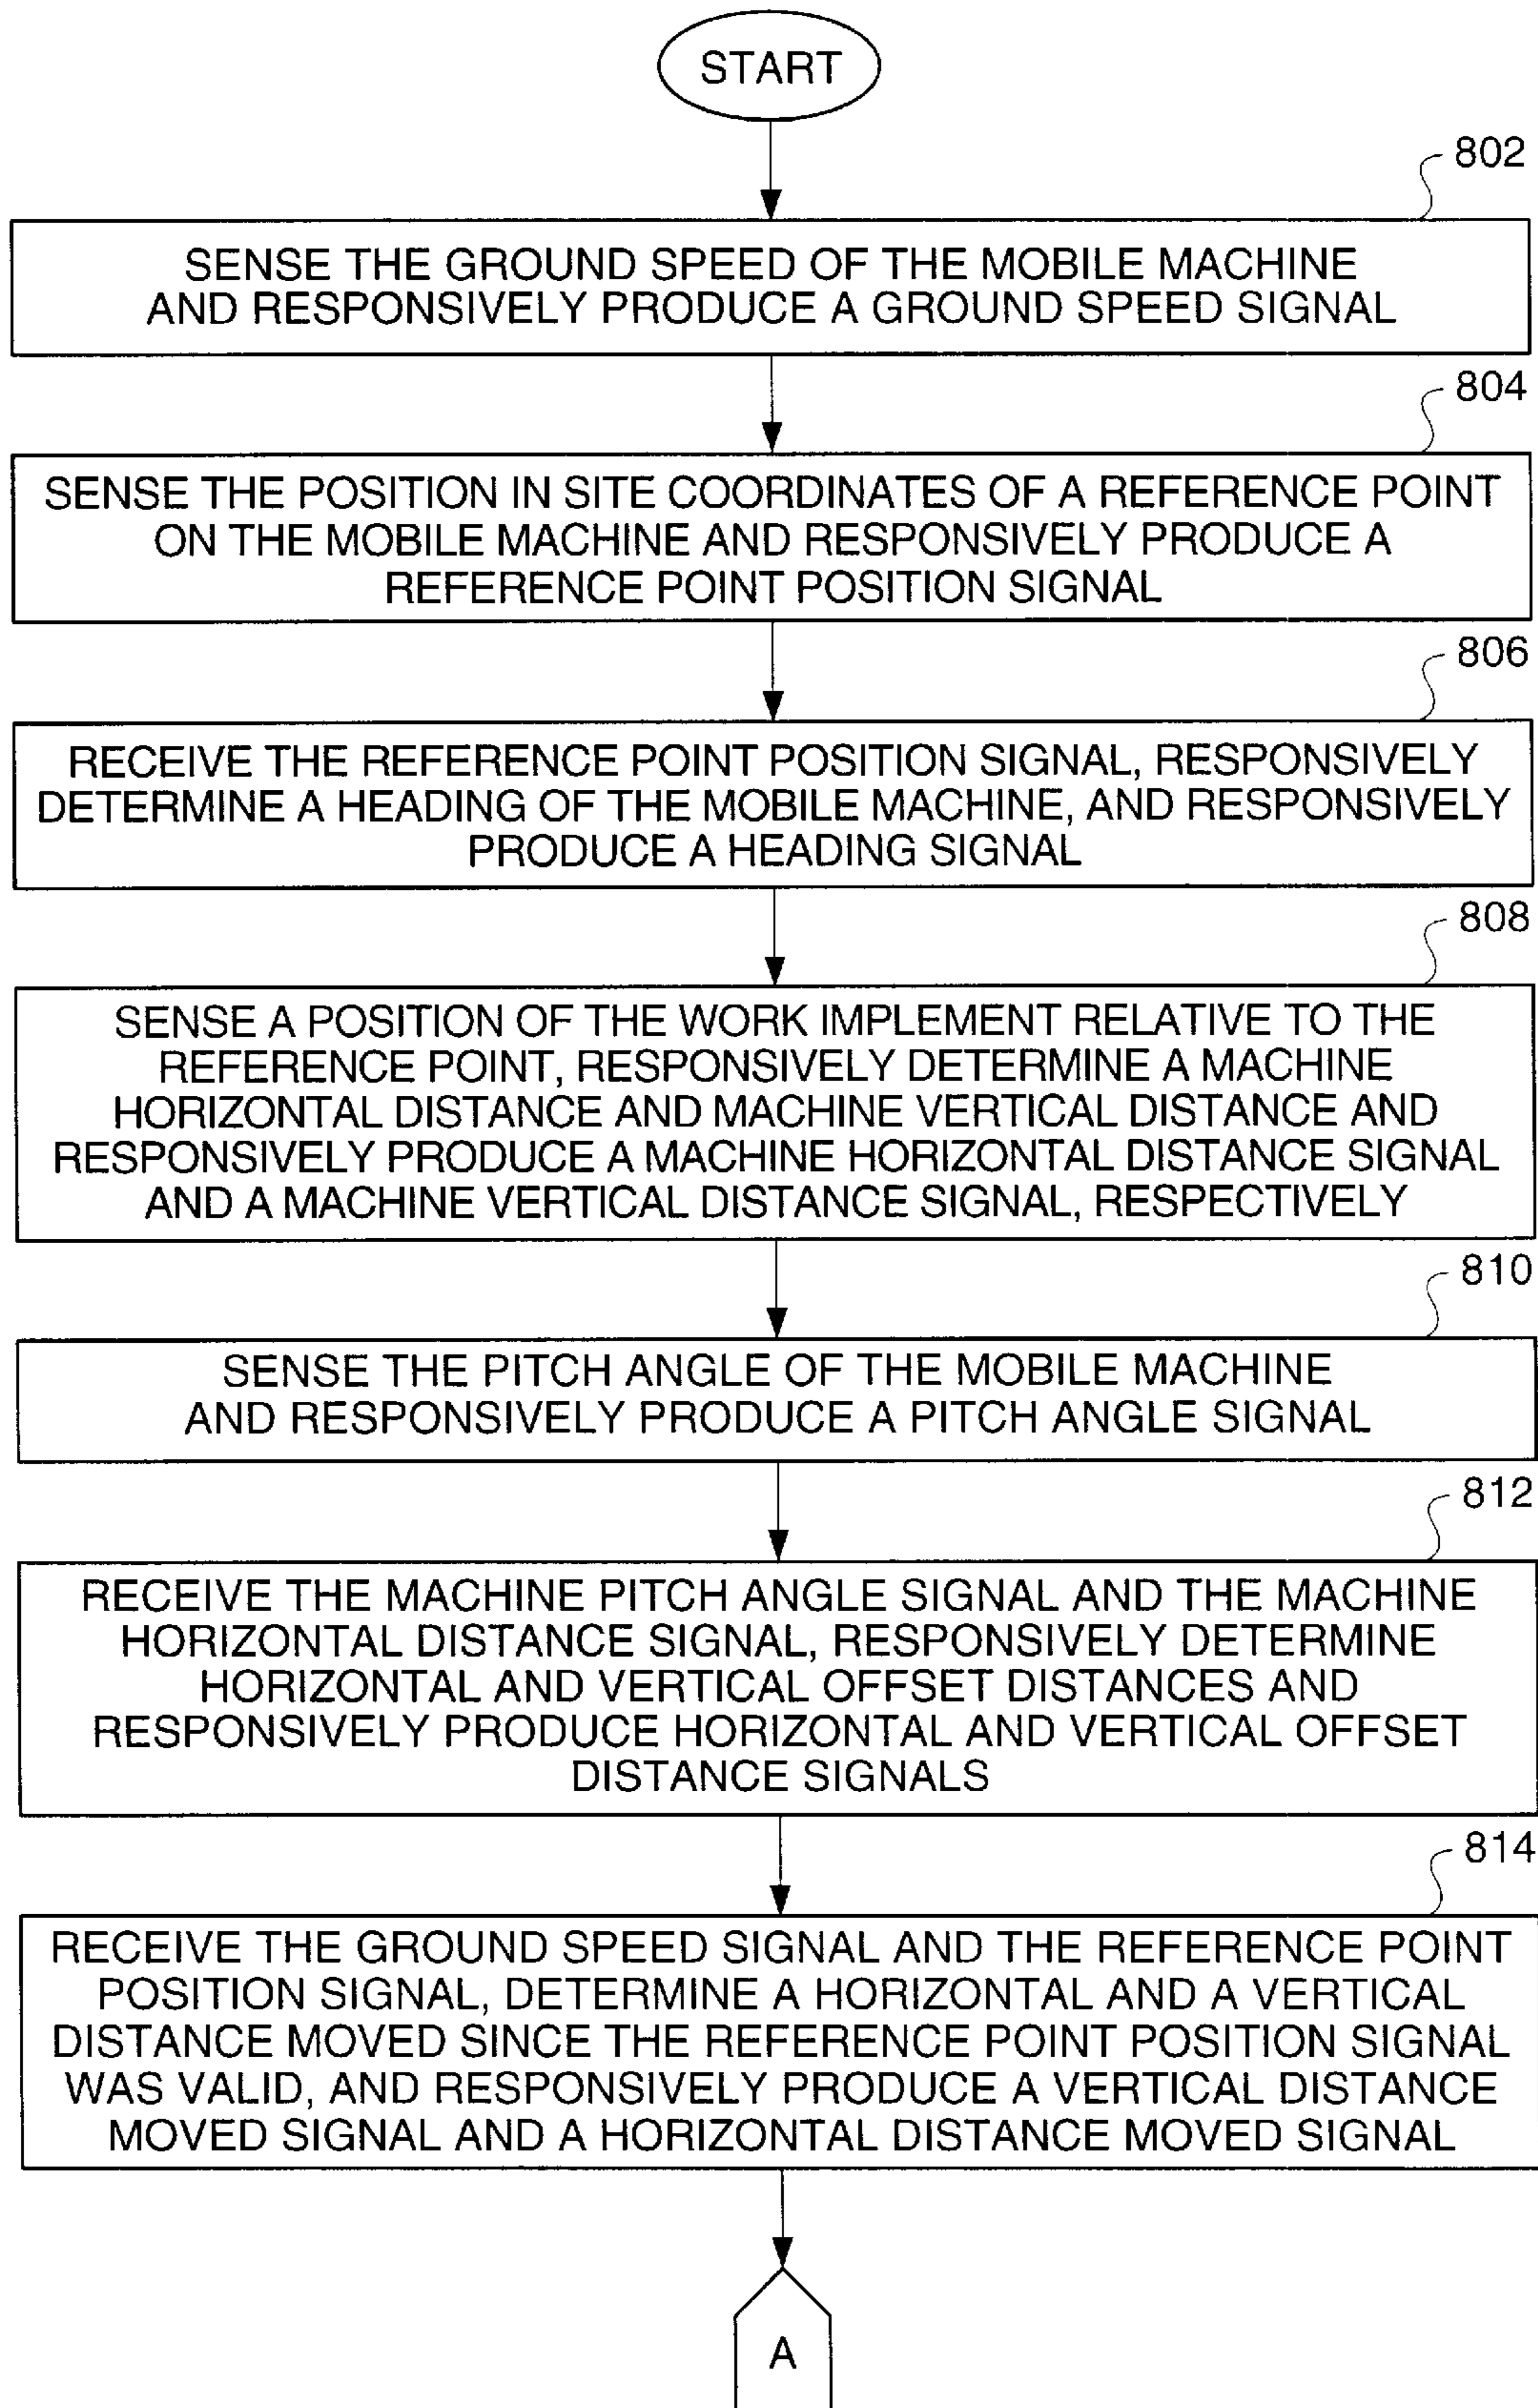 START
802
SENSE THE GROUND SPEED OF THE MOBILE MACHINE
AND RESPONSIVELY PRODUCE A GROUND SPEED SIGNAL
804
SENSE THE POSITION IN SITE COORDINATES OF A REFERENCE POINT
ON THE MOBILE MACHINE AND RESPONSIVELY PRODUCE A
REFERENCE POINT POSITION SIGNAL
806
RECEIVE THE REFERENCE POINT POSITION SIGNAL, RESPONSIVELY
DETERMINE A HEADING OF THE MOBILE MACHINE, AND RESPONSIVELY
PRODUCE A HEADING SIGNAL
808
SENSE A POSITION OF THE WORK IMPLEMENT RELATIVE TO THE
REFERENCE POINT, RESPONSIVELY DETERMINE A MACHINE
HORIZONTAL DISTANCE AND MACHINE VERTICAL DISTANCE AND
RESPONSIVELY PRODUCE A MACHINE HORIZONTAL DISTANCE SIGNAL
AND A MACHINE VERTICAL DISTANCE SIGNAL, RESPECTIVELY
810
SENSE THE PITCH ANGLE OF THE MOBILE MACHINE
AND RESPONSIVELY PRODUCE A PITCH ANGLE SIGNAL
812
RECEIVE THE MACHINE PITCH ANGLE SIGNAL AND THE MACHINE
HORIZONTAL DISTANCE SIGNAL, RESPONSIVELY DETERMINE
HORIZONTAL AND VERTICAL OFFSET DISTANCES AND
RESPONSIVELY PRODUCE HORIZONTAL AND VERTICAL OFFSET
DISTANCE SIGNALS
814
RECEIVE THE GROUND SPEED SIGNAL AND THE REFERENCE POINT
POSITION SIGNAL, DETERMINE A HORIZONTAL AND A VERTICAL
DISTANCE MOVED SINCE THE REFERENCE POINT POSITION SIGNAL
WAS VALID, AND RESPONSIVELY PRODUCE A VERTICAL DISTANCE
MOVED SIGNAL AND A HORIZONTAL DISTANCE MOVED SIGNAL
A